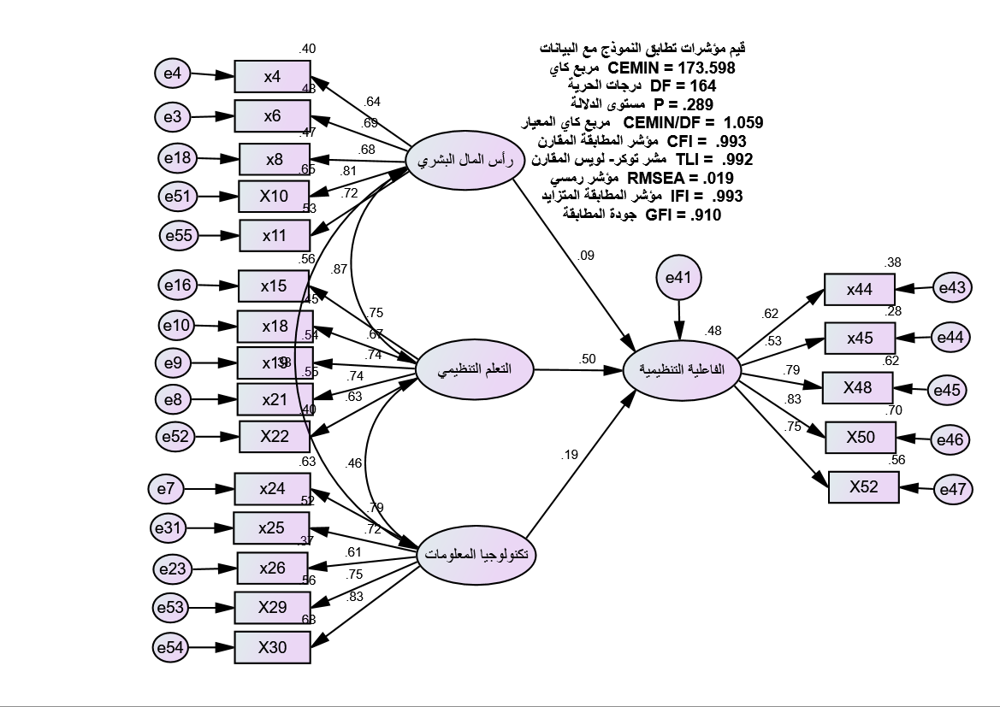 قيم مؤشرات تطابق النموذج مع البيانات
CEMIN = 173.598 مربع كاي
DF = 164 درجات الحرية
P = .289 مستوى الدلالة
CEMIN/DF = 1.059 مربع كاي المعيار
CFI = .993 مؤشر المطابقة المقارن
TLI = .992 مشر توكر- لويس المقارن
RMSEA = .019 مؤشر رمسي
IFI = .993 مؤشر المطابقة المتزايد
GFI = .910 جودة المطابقة
.40
e4 x4
.43
.64
e3 x6
.47
.69
e18 x8
.68
رأس المال البشري
.65
e51 X10
.81
.53
.72
e55 x11
.56
.87
.09
e16 x15
.45
.75
e10 x18
.54
.67
e9 x19
.38
.74
.55
التعلم التنظيمي
.50
e8 x21
.74
.40
.63
e52 X22
.63
.46
.19
e7 x24
.52
.79
e31 x25
.72
.37
تكنولوجيا المعلومات
e23 x26
.61
.56
.75
e53 X29
.83
.68
e54 X30
e41
.48
الفاعلية التنظيمية
.38
.62
x44 e43
.28
.53
x45 e44
.62
.79
X48 e45
.70
.83
X50 e46
.56
.75
X52 e47